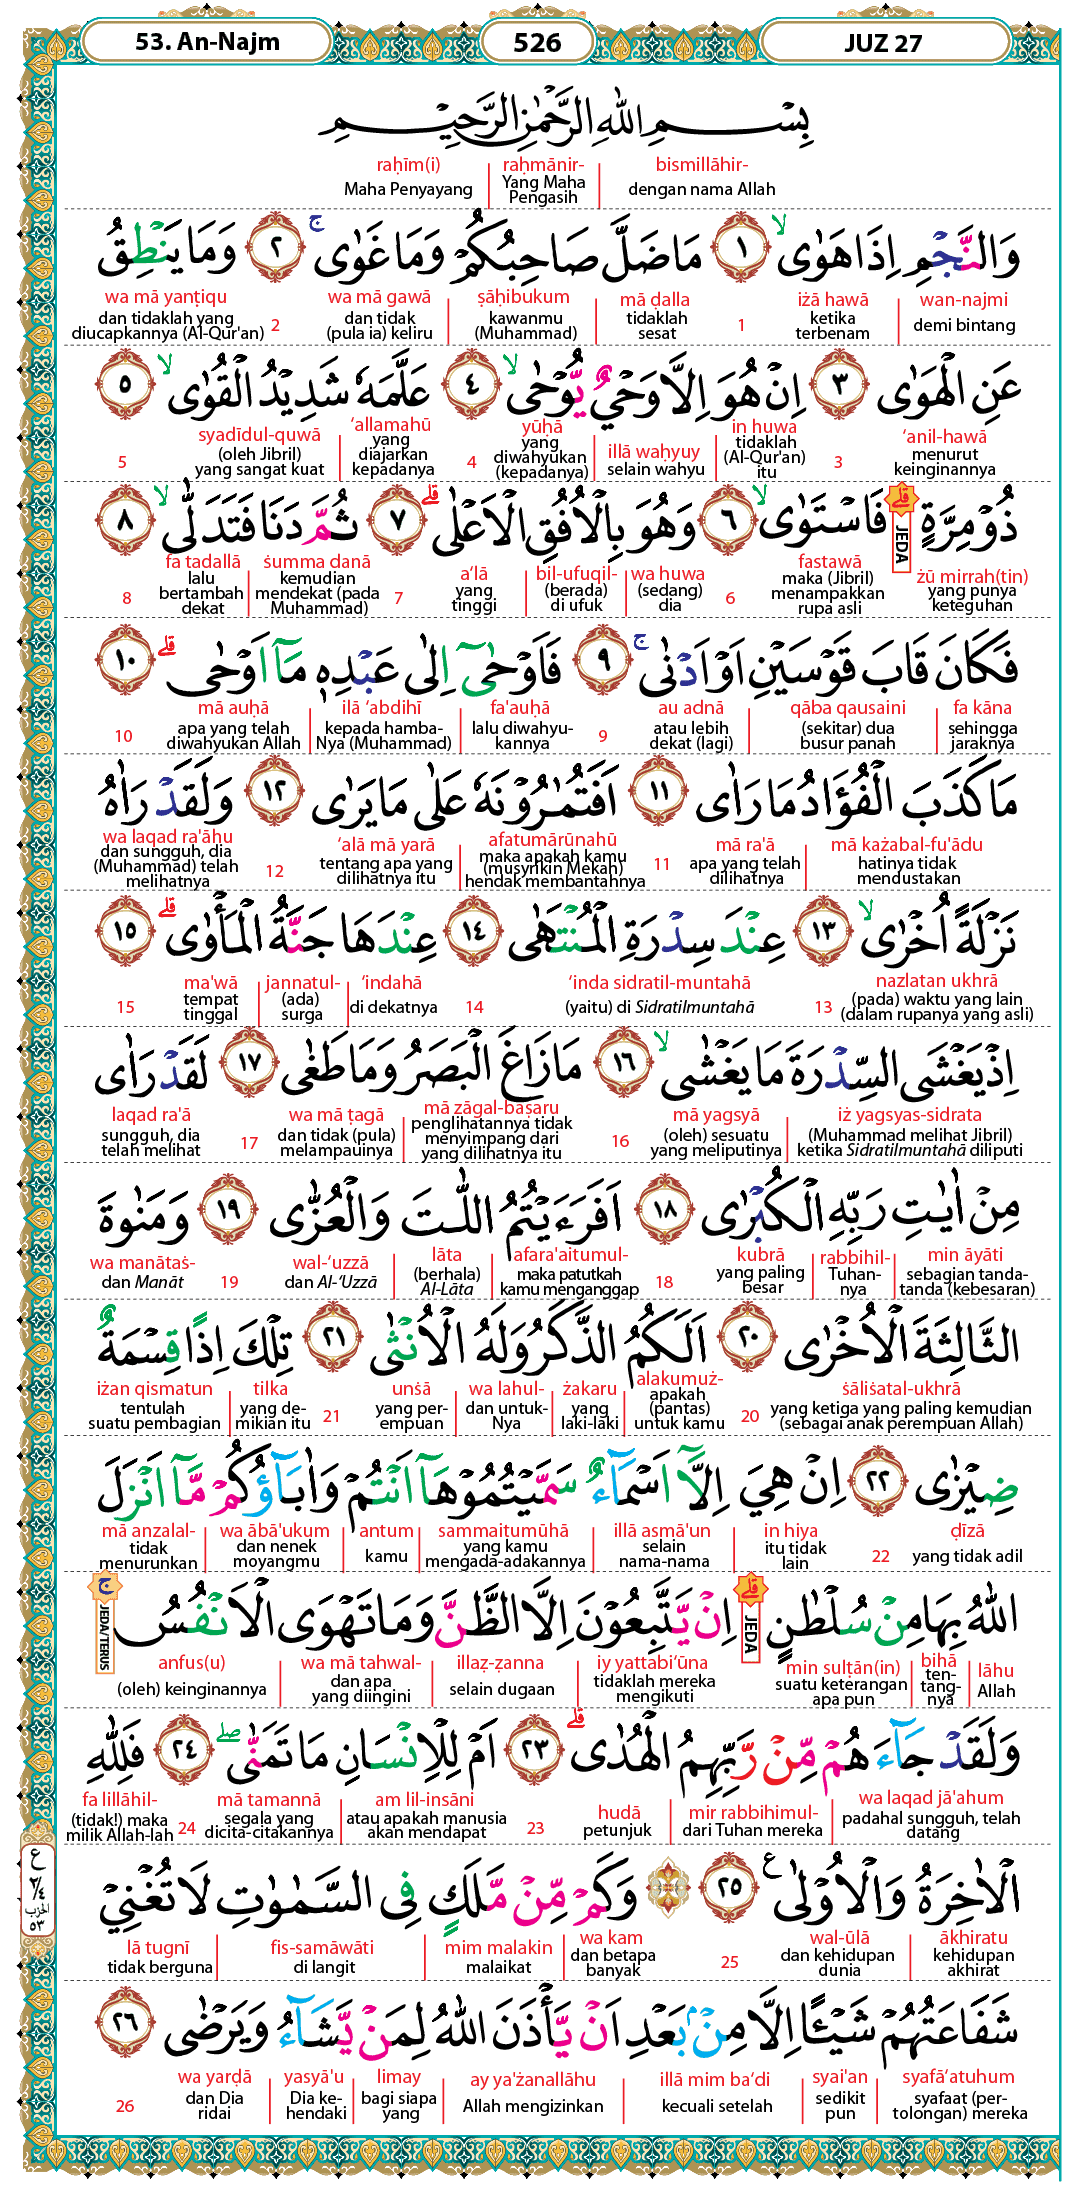 53. An-Najm 526 JUZ 27
بِسْمِ اللّٰهِ الرَّحْمٰنِ الرَّحِيْمِ
bismillāhir- raḥmānir- raḥīm(i)
dengan nama Allah Yang Maha Pengasih Maha Penyayang
وَالنَّجْمِ اِذَا هَوٰىۙ ١ مَا ضَلَّ صَاحِبُكُمْ وَمَا غَوٰىۚ ٢ وَمَا يَنْطِقُ
wan-najmi iżā hawā 1 mā ḍalla ṣāḥibukum wa mā gawā 2 wa mā yanṭiqu
demi bintang ketika terbenam tidaklah sesat kawanmu (Muhammad) dan tidak (pula ia) keliru dan tidaklah yang diucapkannya (Al-Qur'an)
عَنِ الْهَوٰى ٣ اِنْ هُوَ اِلَّا وَحْيٌ يُّوْحٰىۙ ٤ عَلَّمَهٗ شَدِيْدُ الْقُوٰىۙ ٥
‘anil-hawā 3 in huwa illā waḥyuy yūḥā 4 ‘allamahū syadīdul-quwā 5
menurut keinginannya tidaklah (Al-Qur'an) itu selain wahyu yang diwahyukan (kepadanya) yang diajarkan kepadanya (oleh Jibril) yang sangat kuat
ذُوْ مِرَّةٍۗ فَاسْتَوٰىۙ ٦ وَهُوَ بِالْاُفُقِ الْاَعْلٰىۗ ٧ ثُمَّ دَنَا فَتَدَلّٰىۙ ٨
JEDA
żū mirrah(tin) fastawā 6 wa huwa bil-ufuqil- a‘lā 7 ṡumma danā fa tadallā 8
yang punya keteguhan maka (Jibril) menampakkan rupa asli (sedang) dia (berada) di ufuk yang tinggi kemudian mendekat (pada Muhammad) lalu bertambah dekat
فَكَانَ قَابَ قَوْسَيْنِ اَوْ اَدْنٰىۚ ٩ فَاَوْحٰىٓ اِلٰى عَبْدِهٖ مَآ اَوْحٰىۗ ١٠
fa kāna qāba qausaini au adnā 9 fa'auḥā ilā ‘abdihī mā auḥā 10
sehingga jaraknya (sekitar) dua busur panah atau lebih dekat (lagi) lalu diwahyu-kannya kepada hamba-Nya (Muhammad) apa yang telah diwahyukan Allah
مَا كَذَبَ الْفُؤَادُ مَا رَاٰى ١١ اَفَتُمٰرُوْنَهٗ عَلٰى مَا يَرٰى ١٢ وَلَقَدْ رَاٰهُ
mā każabal-fu'ādu mā ra'ā 11 afatumārūnahū ‘alā mā yarā 12 wa laqad ra'āhu
hatinya tidak mendustakan apa yang telah dilihatnya maka apakah kamu (musyrikin Mekah) hendak membantahnya tentang apa yang dilihatnya itu dan sungguh, dia (Muhammad) telah melihatnya
نَزْلَةً اُخْرٰىۙ ١٣ عِنْدَ سِدْرَةِ الْمُنْتَهٰى ١٤ عِنْدَهَا جَنَّةُ الْمَأْوٰىۗ ١٥
nazlatan ukhrā 13 ‘inda sidratil-muntahā 14 ‘indahā jannatul- ma'wā 15
(pada) waktu yang lain (dalam rupanya yang asli) (yaitu) di Sidratilmuntahā di dekatnya (ada) surga tempat tinggal
اِذْ يَغْشَى السِّدْرَةَ مَا يَغْشٰىۙ ١٦ مَا زَاغَ الْبَصَرُ وَمَا طَغٰى ١٧ لَقَدْ رَاٰى
iż yagsyas-sidrata mā yagsyā 16 mā zāgal-baṣaru wa mā ṭagā 17 laqad ra'ā
(Muhammad melihat Jibril) ketika Sidratilmuntahā diliputi (oleh) sesuatu yang meliputinya penglihatannya tidak menyimpang dari yang dilihatnya itu dan tidak (pula) melampauinya sungguh, dia telah melihat
مِنْ اٰيٰتِ رَبِّهِ الْكُبْرٰى ١٨ اَفَرَءَيْتُمُ اللّٰتَ وَالْعُزّٰى ١٩ وَمَنٰوةَ
min āyāti rabbihil- kubrā 18 afara'aitumul- lāta wal-‘uzzā 19 wa manātaṡ-
sebagian tanda-tanda (kebesaran) Tuhan-nya yang paling besar maka patutkah kamu menganggap (berhala) Al-Lāta dan Al-‘Uzzā dan Manāt
الثَّالِثَةَ الْاُخْرٰى ٢٠ اَلَكُمُ الذَّكَرُ وَلَهُ الْاُنْثٰى ٢١ تِلْكَ اِذًا قِسْمَةٌ
ṡāliṡatal-ukhrā 20 alakumuż- żakaru wa lahul- unṡā 21 tilka iżan qismatun
yang ketiga yang paling kemudian (sebagai anak perempuan Allah) apakah (pantas) untuk kamu yang laki-laki dan untuk-Nya yang per-empuan yang de-mikian itu tentulah suatu pembagian
ضِيْزٰى ٢٢ اِنْ هِيَ اِلَّآ اَسْمَآءٌ سَمَّيْتُمُوْهَآ اَنْتُمْ وَاٰبَآؤُكُمْ مَّآ اَنْزَلَ
ḍīzā 22 in hiya illā asmā'un sammaitumūhā antum wa ābā'ukum mā anzalal-
yang tidak adil itu tidak lain selain nama-nama yang kamu mengada-adakannya kamu dan nenek moyangmu tidak menurunkan
اللّٰهُ بِهَا مِنْ سُلْطٰنٍۗ اِنْ يَّتَّبِعُوْنَ اِلَّا الظَّنَّ وَمَا تَهْوَى الْاَنْفُسُۚ
JEDA JEDA/TERUS
lāhu bihā min sulṭān(in) iy yattabi‘ūna illaẓ-ẓanna wa mā tahwal- anfus(u)
Allah ten-tang-nya suatu keterangan apa pun tidaklah mereka mengikuti selain dugaan dan apa yang diingini (oleh) keinginannya
وَلَقَدْ جَآءَهُمْ مِّنْ رَّبِّهِمُ الْهُدٰىۗ ٢٣ اَمْ لِلْاِنْسَانِ مَا تَمَنّٰىۖ ٢٤ فَلِلّٰهِ
wa laqad jā'ahum mir rabbihimul- hudā 23 am lil-insāni mā tamannā 24 fa lillāhil-
padahal sungguh, telah datang dari Tuhan mereka petunjuk atau apakah manusia akan mendapat segala yang dicita-citakannya (tidak!) maka milik Allah-lah
الْاٰخِرَةُ وَالْاُوْلٰى ࣖ ٢٥ ۞ وَكَمْ مِّنْ مَّلَكٍ فِى السَّمٰوٰتِ لَا تُغْنِيْ
ع ٣/٤ الحزب ٥٣
ākhiratu wal-ūlā 25 wa kam mim malakin fis-samāwāti lā tugnī
kehidupan akhirat dan kehidupan dunia dan betapa banyak malaikat di langit tidak berguna
شَفَاعَتُهُمْ شَيْـًٔا اِلَّا مِنْۢ بَعْدِ اَنْ يَّأْذَنَ اللّٰهُ لِمَنْ يَّشَآءُ وَيَرْضٰى ٢٦
syafā‘atuhum syai'an illā mim ba‘di ay ya'żanallāhu limay yasyā'u wa yarḍā 26
syafaat (per-tolongan) mereka sedikit pun kecuali setelah Allah mengizinkan bagi siapa yang Dia ke-hendaki dan Dia ridai